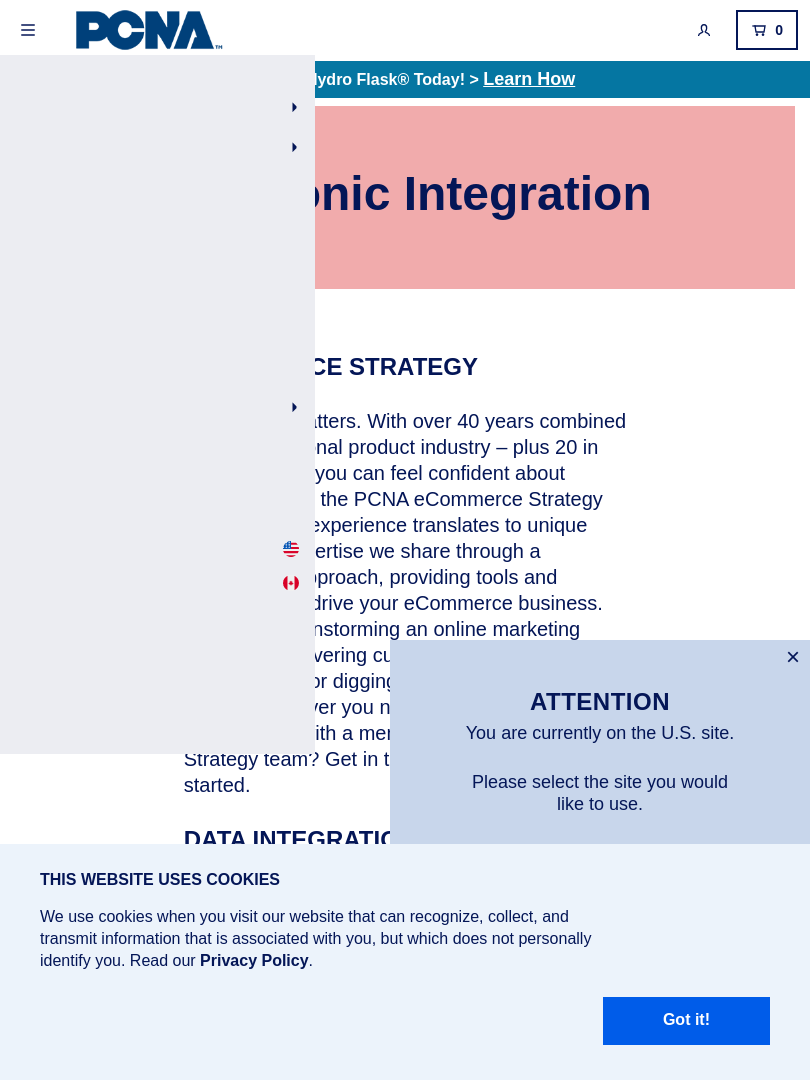 PCNA™
0
Hydro Flask® Today! > Learn How
onic Integration
CE STRATEGY
atters. With over 40 years combined
onal product industry – plus 20 in
you can feel confident about
the PCNA eCommerce Strategy
experience translates to unique
ertise we share through a
pproach, providing tools and
drive your eCommerce business.
nstorming an online marketing
vering cu
or digging
ver you n
ith a mer
Strategy team? Get in t
started.
DATA INTEGRATIO
×
ATTENTION
You are currently on the U.S. site.
Please select the site you would
like to use.
THIS WEBSITE USES COOKIES
We use cookies when you visit our website that can recognize, collect, and
transmit information that is associated with you, but which does not personally
identify you. Read our Privacy Policy.
Got it!